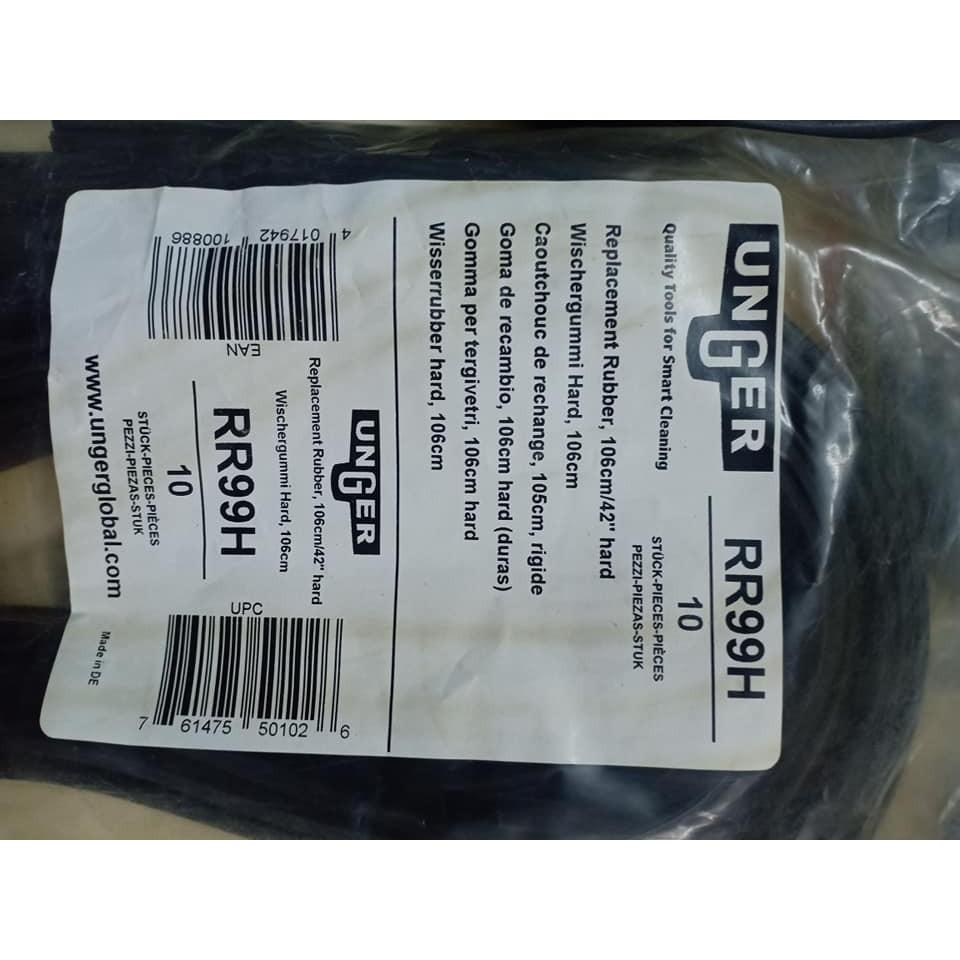 UNGER
Quality Tools for Smart Cleaning
RR99H
10
STÜCK-PIECES-PIÈCES
PEZZI-PIEZAS-STUK
Replacement Rubber, 106cm/42" hard
Wischergummi Hard, 106cm
Caoutchouc de rechange, 105cm, rigide
Goma de recambio, 106cm hard (duras)
Gomma per tergivetri, 106cm hard
Wisserrubber hard, 106cm
UNGER
Replacement Rubber, 106cm/42" hard
Wischergummi Hard, 106cm
RR99H
10
STÜCK-PIECES-PIÈCES
PEZZI-PIEZAS-STUK
EAN
4 017942 100886
UPC
7 61475 50102 6
www.ungerglobal.com
Made in DE